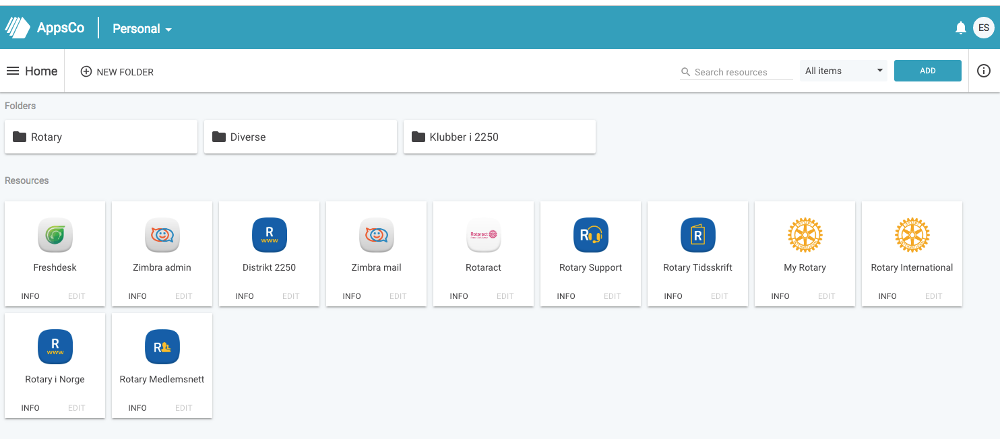 AppsCo Personal ES
Home NEW FOLDER Search resources All items ADD
Folders
Rotary Diverse Klubber i 2250
Resources
R R R
www
Rotaract
Freshdesk Zimbra admin Distrikt 2250 Zimbra mail Rotaract Rotary Support Rotary Tidsskrift My Rotary Rotary International
INFO EDIT INFO EDIT INFO EDIT INFO EDIT INFO EDIT INFO EDIT INFO EDIT INFO EDIT INFO EDIT
R R
www
Rotary i Norge Rotary Medlemsnett
INFO EDIT INFO EDIT